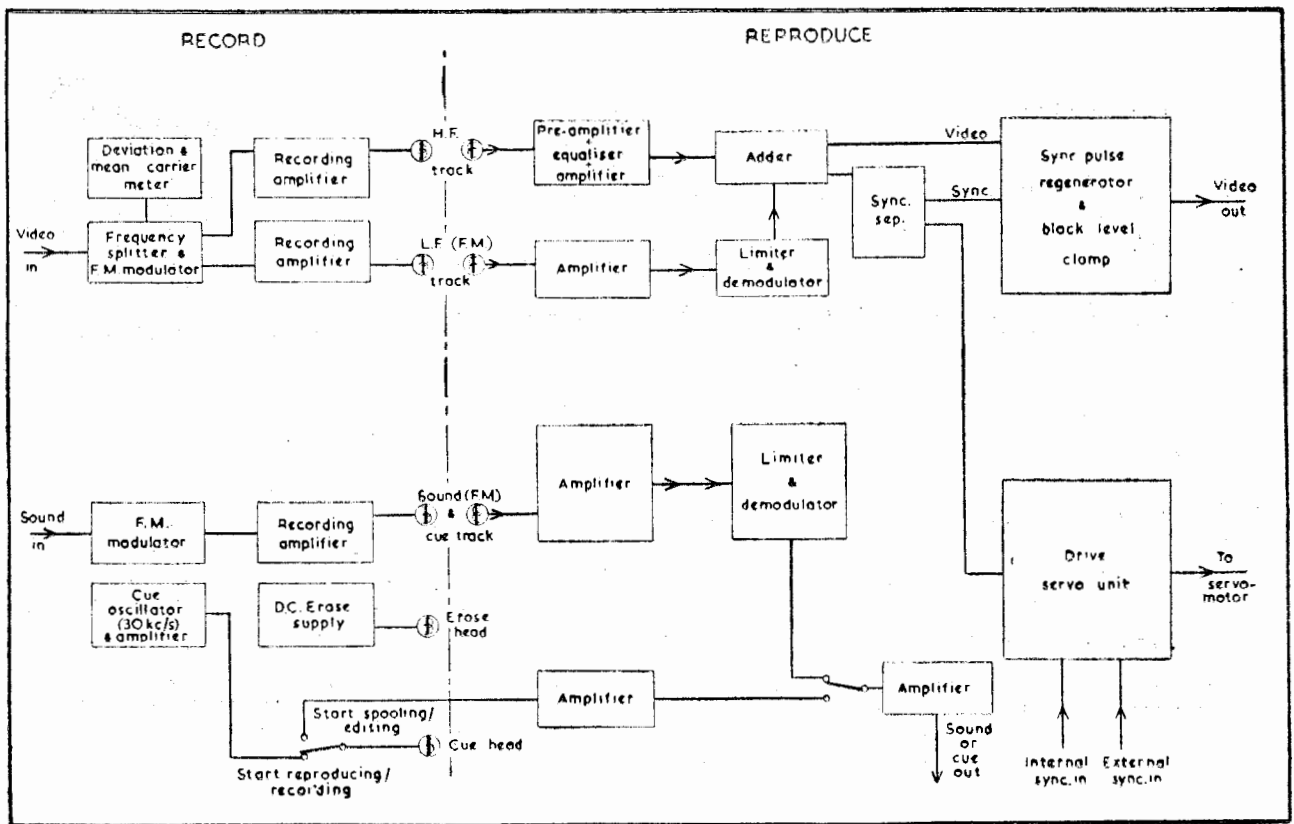 RECORD
REPRODUCE
Deviation &
mean carrier
meter
Video
in
Frequency
splitter &
F.M. modulator
Recording
amplifier
Recording
amplifier
H.F.
track
L.F. (F.M)
track
Pre-amplifier
+
equaliser
+
amplifier
Amplifier
Adder
Limiter
&
demodulator
Video
Sync
Sync.
sep.
Sync pulse
regenerator
&
black level
clamp
Video
out
Sound
in
F.M.
modulator
Recording
amplifier
Sound (F.M)
&
cue track
Amplifier
Limiter
&
demodulator
Cue
oscillator
(30 kc/s)
& amplifier
D.C. Erase
supply
Erase
head
Start spooling/
editing
Cue head
Start reproducing/
recording
Amplifier
Amplifier
Sound
or
cue
out
Drive
servo unit
To
servo-
motor
Internal
sync. in
External
sync. in